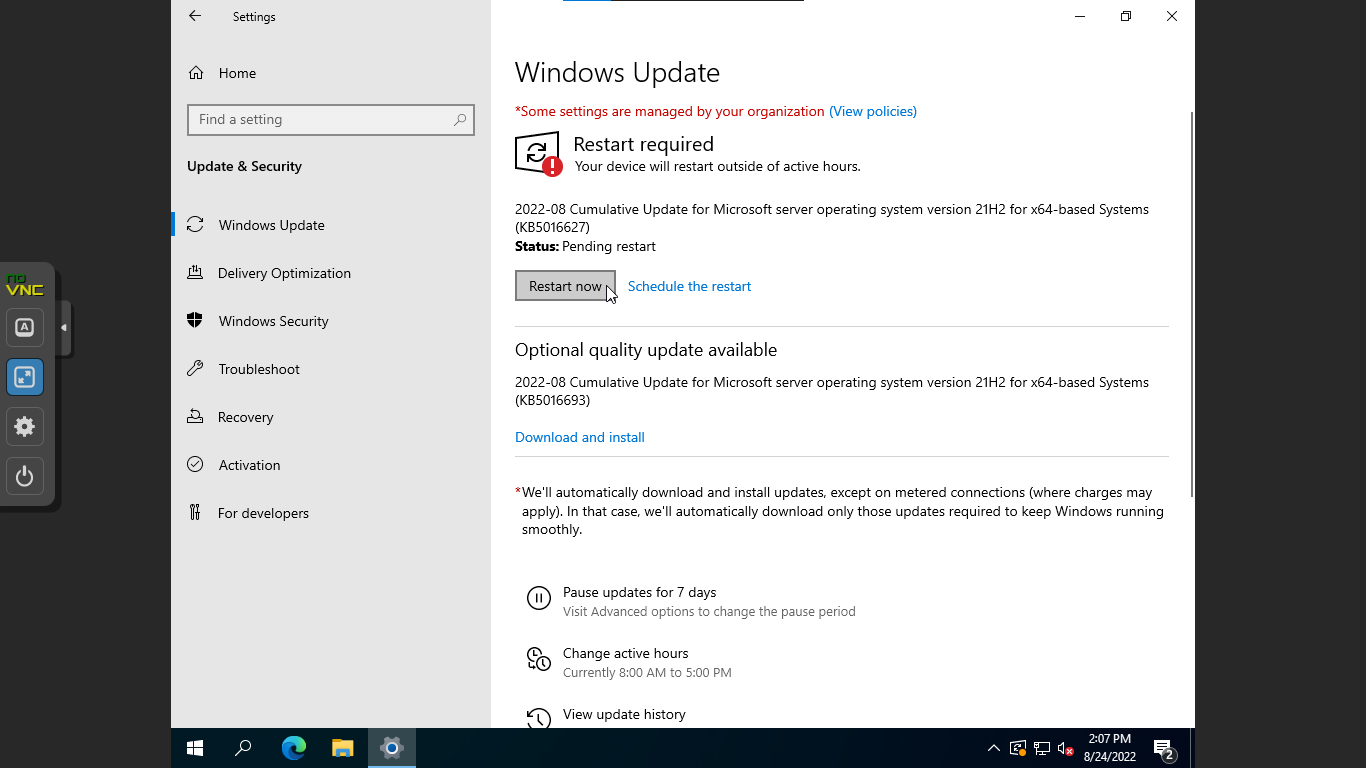 Settings
Home
Find a setting
Update & Security
Windows Update
Delivery Optimization
Windows Security
Troubleshoot
Recovery
Activation
For developers
Windows Update
*Some settings are managed by your organization (View policies)
Restart required
Your device will restart outside of active hours.
2022-08 Cumulative Update for Microsoft server operating system version 21H2 for x64-based Systems
(KB5016627)
Status: Pending restart
Restart now
Schedule the restart
Optional quality update available
2022-08 Cumulative Update for Microsoft server operating system version 21H2 for x64-based Systems
(KB5016693)
Download and install
*We'll automatically download and install updates, except on metered connections (where charges may
apply). In that case, we'll automatically download only those updates required to keep Windows running
smoothly.
Pause updates for 7 days
Visit Advanced options to change the pause period
Change active hours
Currently 8:00 AM to 5:00 PM
View update history
no
VNC
A
2:07 PM
8/24/2022
2